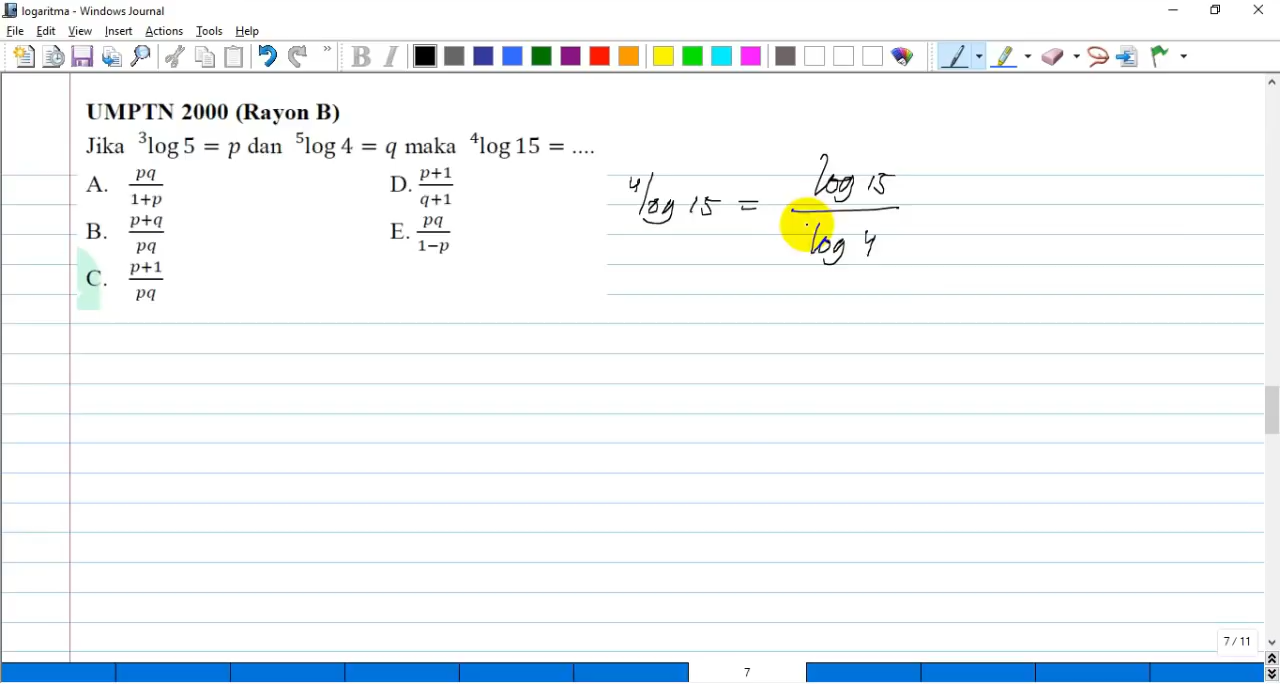 logaritma - Windows Journal
File Edit View Insert Actions Tools Help
UMPTN 2000 (Rayon B)
Jika ³log 5 = p dan ⁵log 4 = q maka ⁴log 15 = ....
A. pq/1+p
B. p+q/pq
C. p+1/pq
D. p+1/q+1
E. pq/1−p
⁴log 15 = log 15/log 4
7 / 11
7